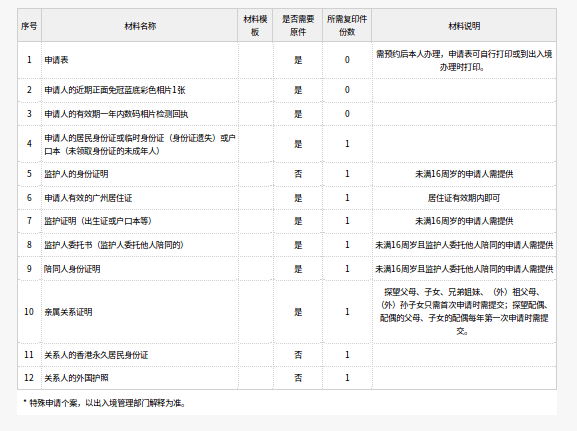 序号 材料名称 材料模板 是否需要原件 所需复印件份数 材料说明
1 申请表 是 0 需预约后本人办理，申请表可自行打印或到出入境
办理时打印。
2 申请人的近期正面免冠蓝底彩色相片1张 是 0
3 申请人的有效期一年内数码相片检测回执 是 0
4 申请人的居民身份证或临时身份证（身份证遗失）或户
口本（未领取身份证的未成年人） 是 1
5 监护人的身份证明 否 1 未满16周岁的申请人需提供
6 申请人有效的广州居住证 是 1 居住证有效期内即可
7 监护证明（出生证或户口本等） 是 1 未满16周岁的申请人需提供
8 监护人委托书（监护人委托他人陪同的） 是 1 未满16周岁且监护人委托他人陪同的申请人需提供
9 陪同人身份证明 是 1 未满16周岁且监护人委托他人陪同的申请人需提供
10 亲属关系证明 是 1 探望父母、子女、兄弟姐妹、（外）祖父母、
（外）孙子女只需首次申请时需提交；探望配偶、
配偶的父母、子女的配偶每年第一次申请时需提
交。
11 关系人的香港永久居民身份证 否 1
12 关系人的外国护照 否 1
* 特殊申请个案，以出入境管理部门解释为准。